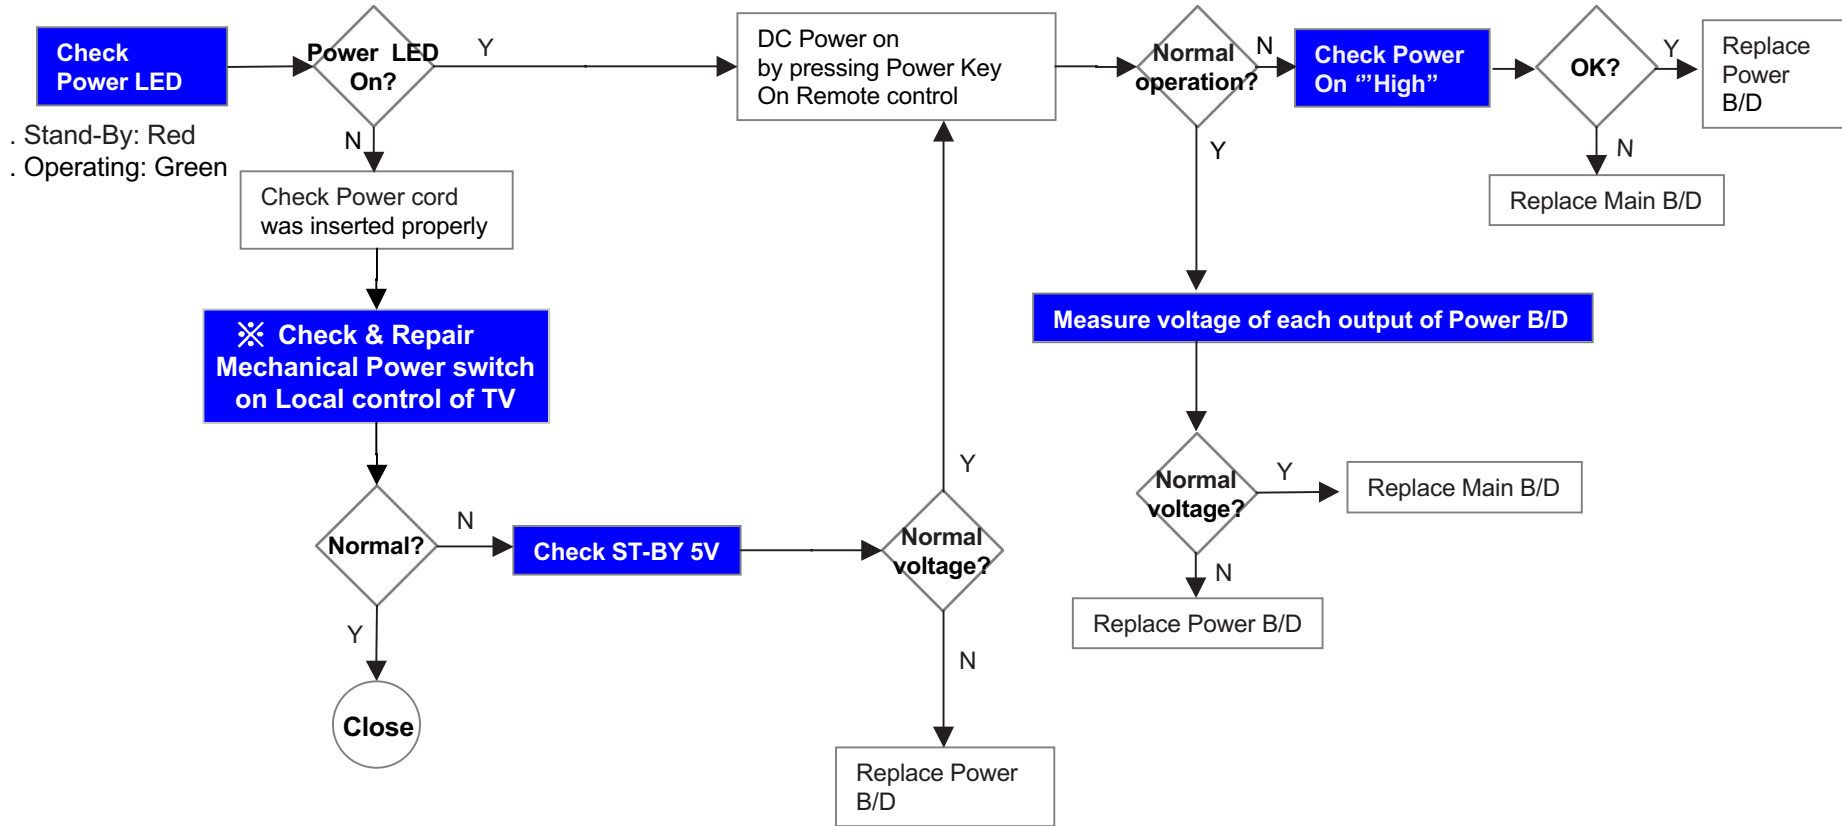 Check
Power LED
. Stand-By: Red
. Operating: Green
Power LED
On?
Y
N
Check Power cord
was inserted properly
※ Check & Repair
Mechanical Power switch
on Local control of TV
Normal?
N
Y
Close
Check ST-BY 5V
Normal
voltage?
Y
N
Replace Power
B/D
DC Power on
by pressing Power Key
On Remote control
Normal
operation?
N
Y
Check Power
On “”High”
OK?
Y
N
Replace
Power
B/D
Replace Main B/D
Measure voltage of each output of Power B/D
Normal
voltage?
Y
N
Replace Main B/D
Replace Power B/D